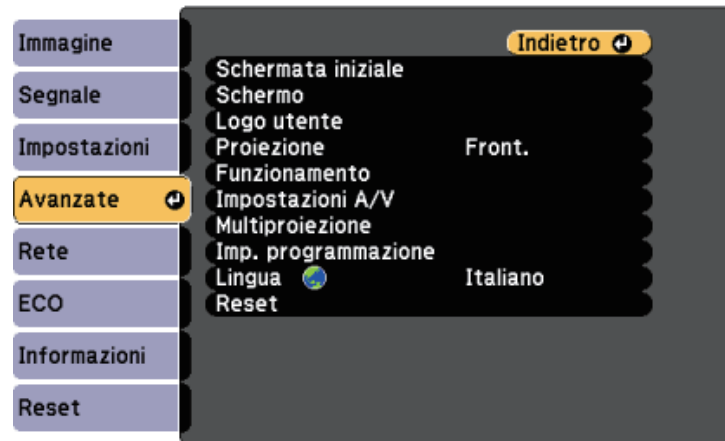 Immagine
Segnale
Impostazioni
Avanzate
Rete
ECO
Informazioni
Reset
Indietro
Schermata iniziale
Schermo
Logo utente
Proiezione Front.
Funzionamento
Impostazioni A/V
Multiproiezione
Imp. programmazione
Lingua Italiano
Reset